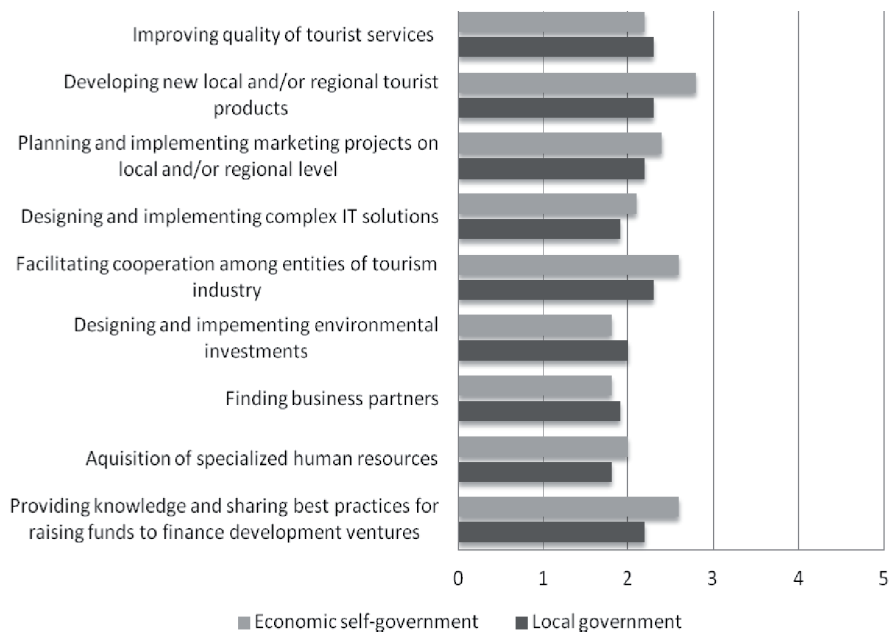 Improving quality of tourist services
Developing new local and/or regional tourist
products
Planning and implementing marketing projects on
local and/or regional level
Designing and implementing complex IT solutions
Facilitating cooperation among entities of tourism
industry
Designing and impementing environmental
investments
Finding business partners
Aquisition of specialized human resources
Providing knowledge and sharing best practices for
raising funds to finance development ventures
0 1 2 3 4 5
Economic self-government Local government